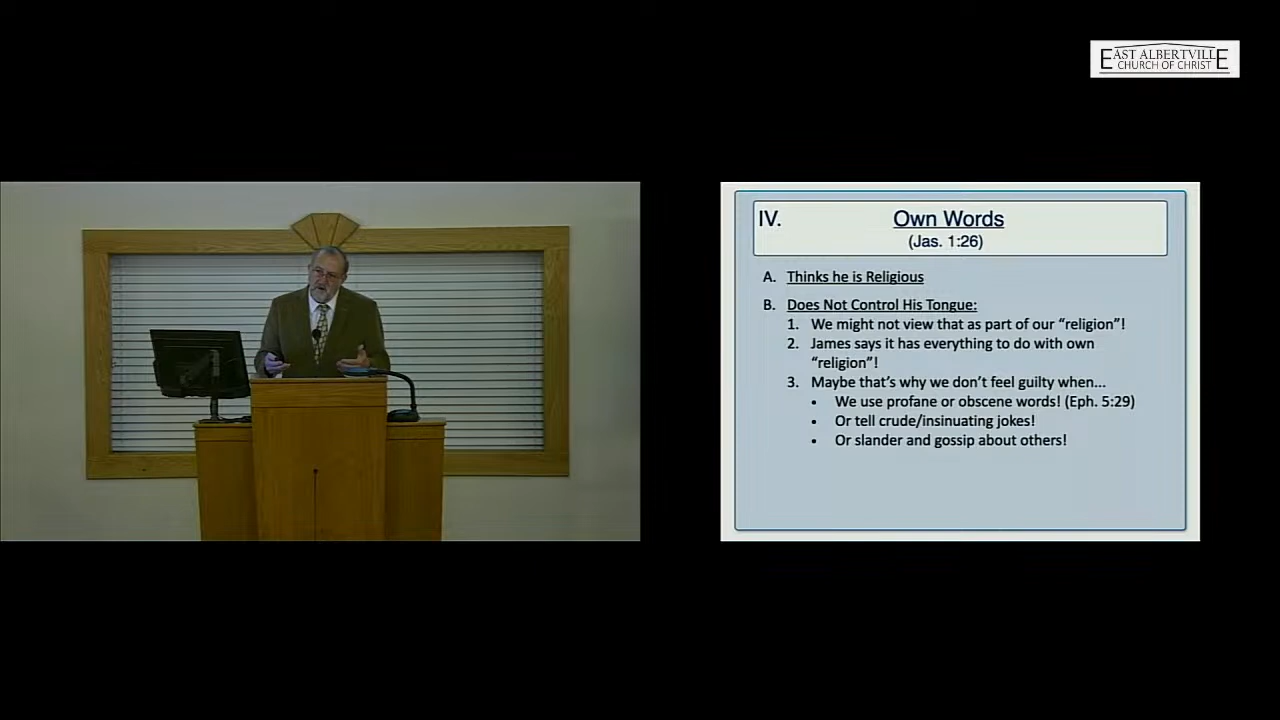 EAST ALBERTVILLE
CHURCH OF CHRIST
IV. Own Words
(Jas. 1:26)
A. Thinks he is Religious
B. Does Not Control His Tongue:
1. We might not view that as part of our “religion”!
2. James says it has everything to do with own
“religion”!
3. Maybe that’s why we don’t feel guilty when...
• We use profane or obscene words! (Eph. 5:29)
• Or tell crude/insinuating jokes!
• Or slander and gossip about others!